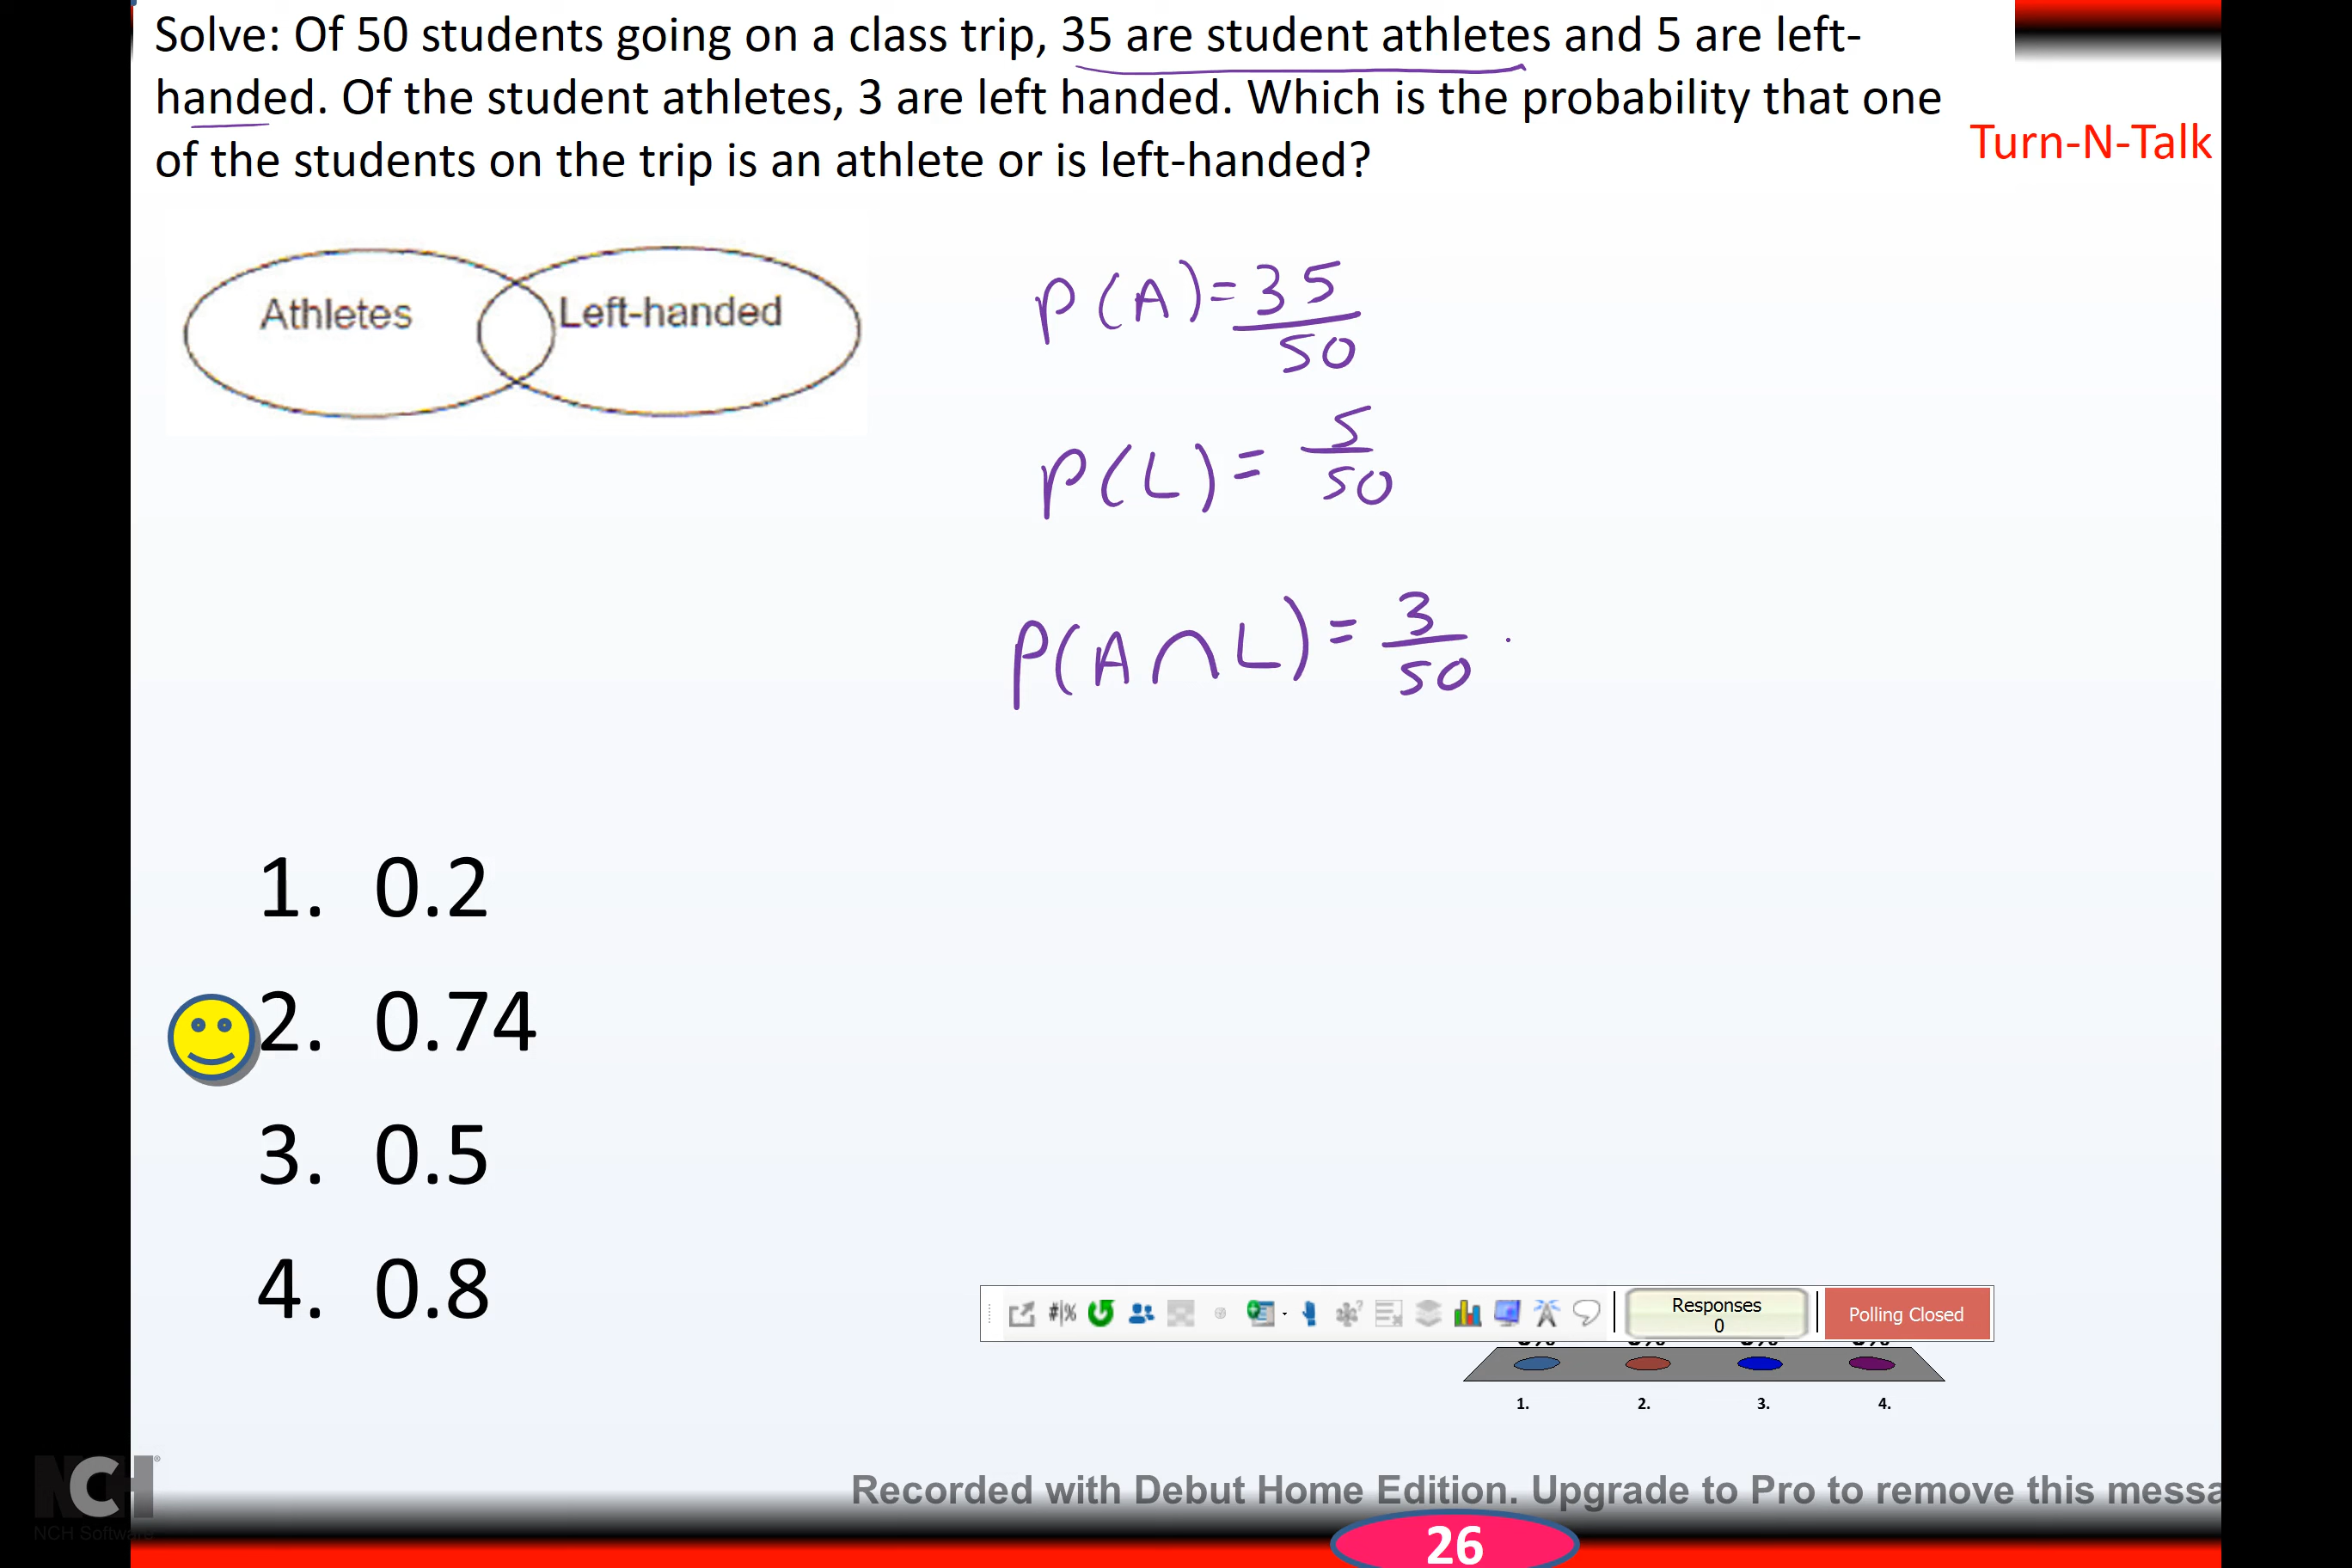 Solve: Of 50 students going on a class trip, 35 are student athletes and 5 are left-
handed. Of the student athletes, 3 are left handed. Which is the probability that one
of the students on the trip is an athlete or is left-handed?
Turn-N-Talk
Athletes
Left-handed
P(A)=35/50
P(L)=5/50
P(A∩L)=3/50
1. 0.2
2. 0.74
3. 0.5
4. 0.8
#|%
Responses
0
Polling Closed
1. 2. 3. 4.
NCH®
NCH Software
Recorded with Debut Home Edition. Upgrade to Pro to remove this messa
26